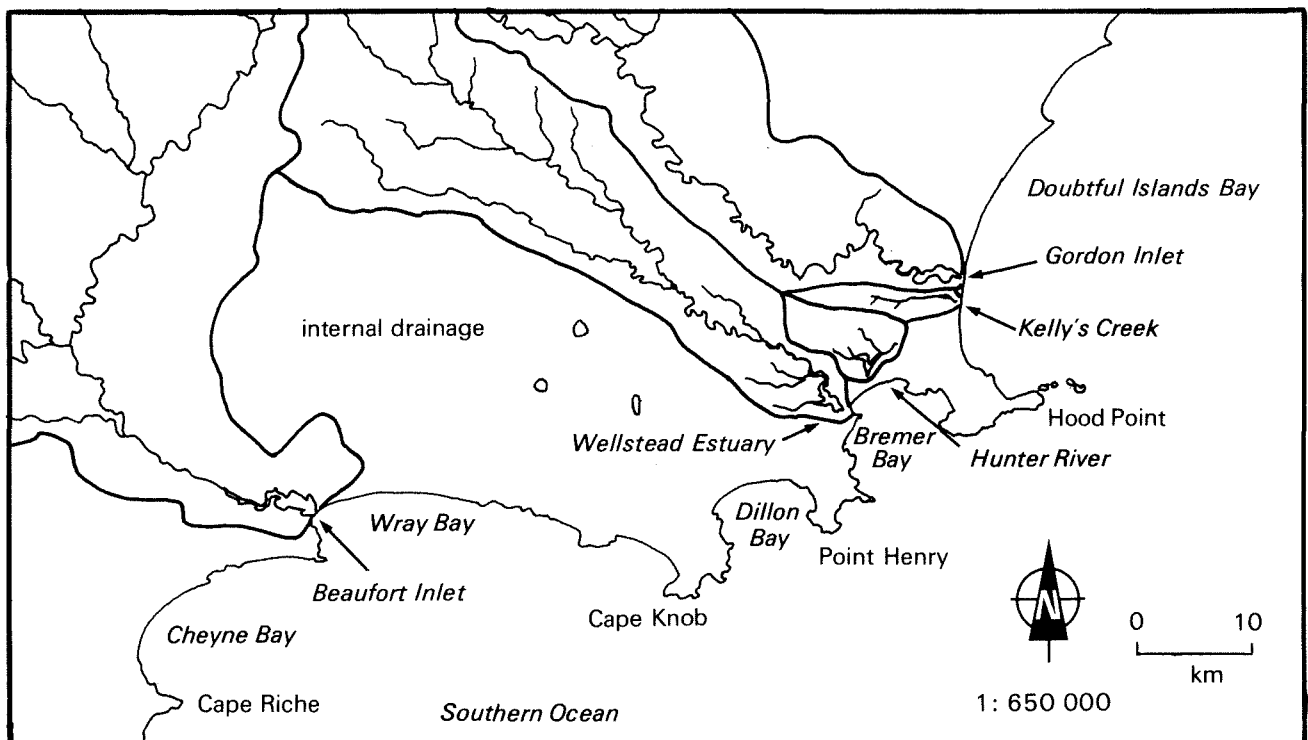 Doubtful Islands Bay
Gordon Inlet
internal drainage
Kelly's Creek
Hood Point
Wellstead Estuary
Bremer
Bay
Hunter River
Wray Bay
Dillon
Bay
Point Henry
Beaufort Inlet
Cape Knob
N
0 10
km
Cheyne Bay
Cape Riche
Southern Ocean
1: 650 000